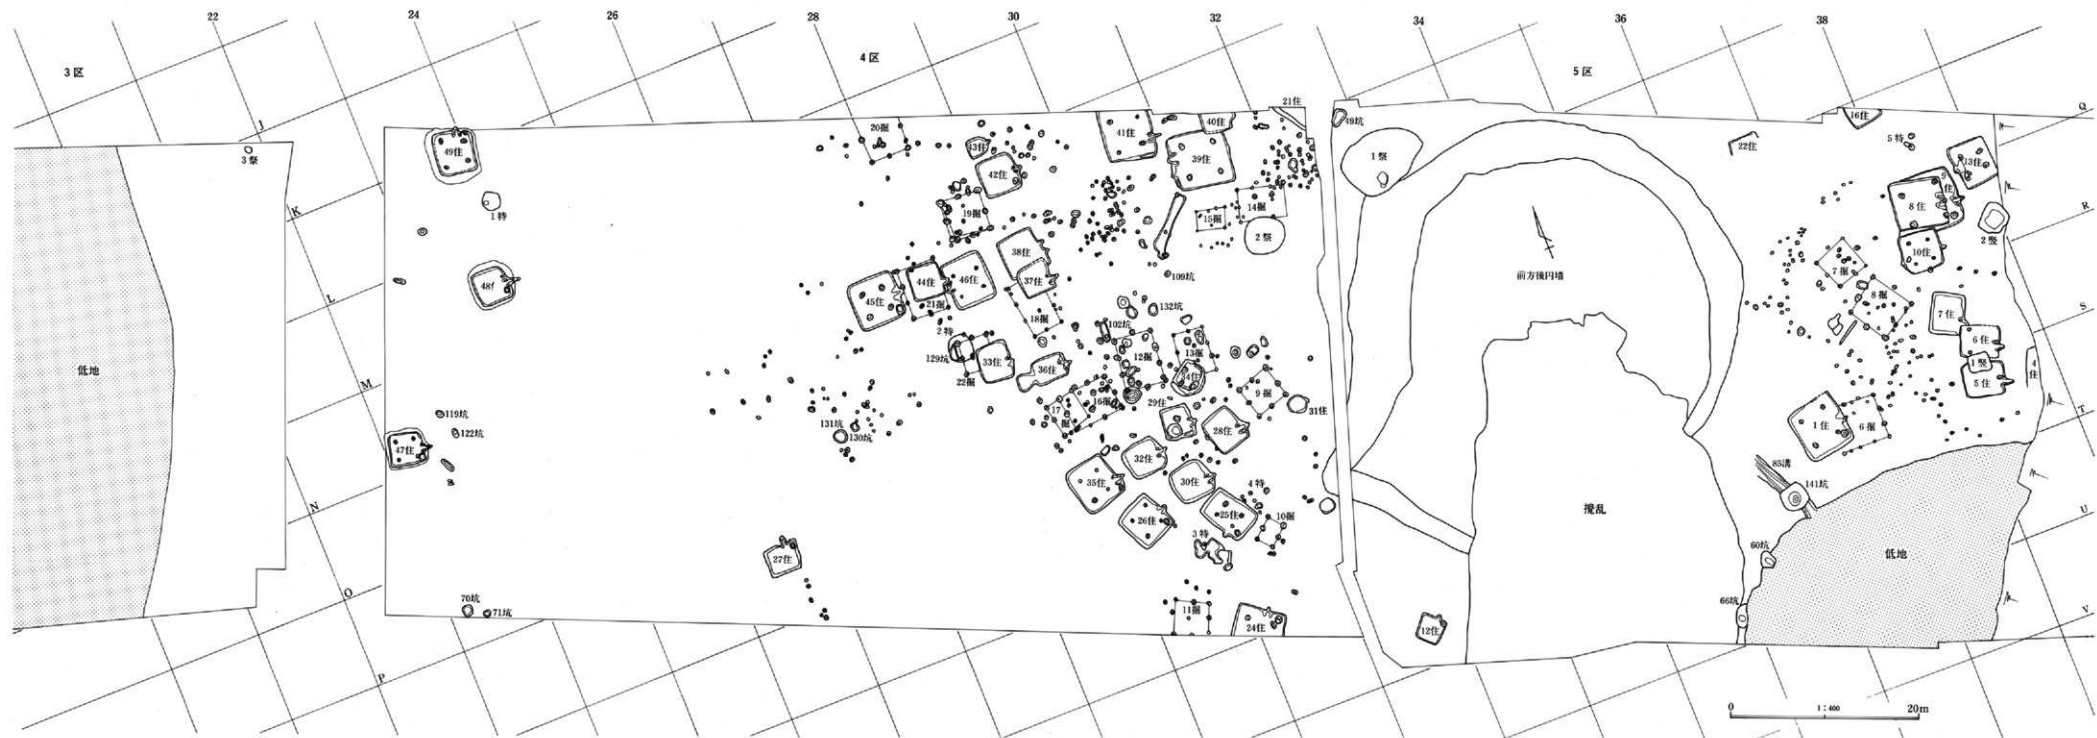 22
24
26
28
30
32
34
36
38
3区
4区
5区
J
K
L
M
N
O
P
Q
R
S
T
U
V
3祭
低地
49住
1特
48住
119坑
122坑
47住
70坑
71坑
27住
20掘
43住
42住
19掘
38住
37住
46住
44住
45住
21掘
2特
18掘
129坑
33住
22掘
36住
131坑
130坑
41住
40住
39住
21住
14掘
15掘
2祭
109坑
132坑
102坑
12掘
13掘
34住
16掘
17掘
29住
9掘
31住
28住
32住
35住
30住
26住
25住
4特
10掘
3特
11掘
24住
49坑
1祭
前方後円墳
攪乱
12住
22住
16住
5特
13住
9住
8住
10住
2竪
7掘
8掘
7住
6住
1竪
5住
4住
1住
6掘
85溝
141坑
60坑
66坑
低地
0
1:400
20m